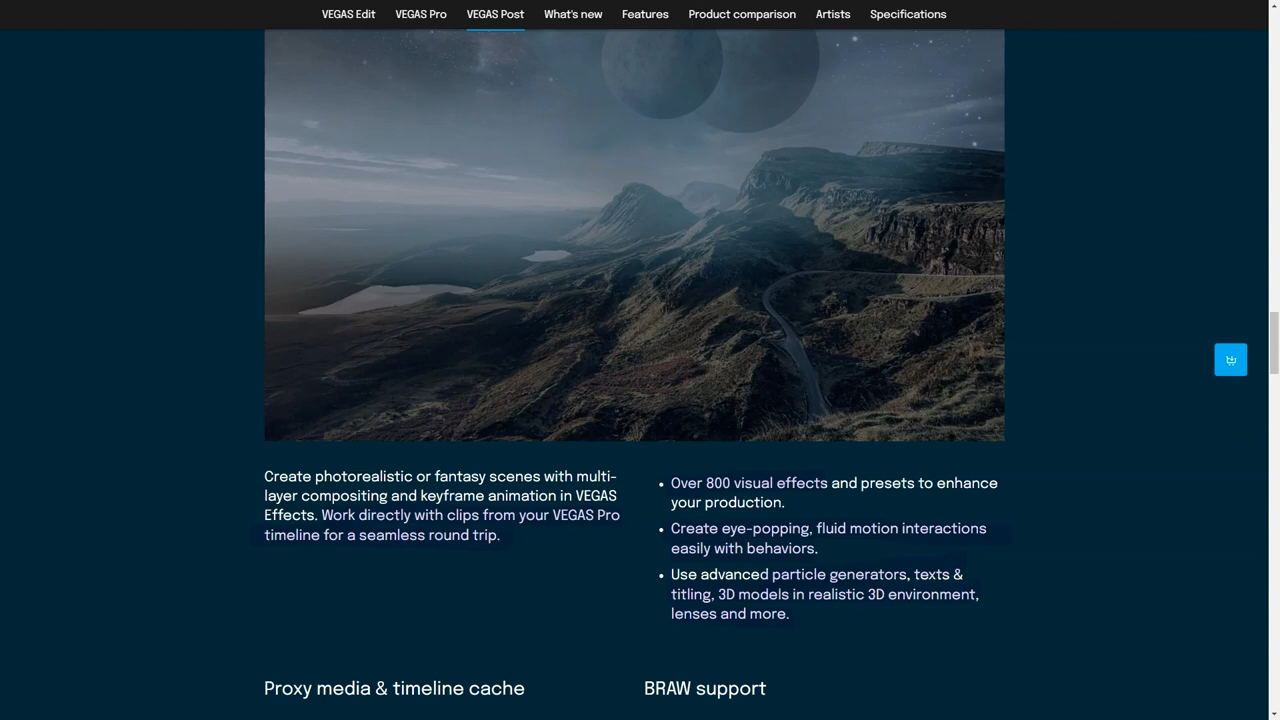 VEGAS Edit VEGAS Pro VEGAS Post What's new Features Product comparison Artists Specifications
Create photorealistic or fantasy scenes with multi-
layer compositing and keyframe animation in VEGAS
Effects. Work directly with clips from your VEGAS Pro
timeline for a seamless round trip.
• Over 800 visual effects and presets to enhance
your production.
• Create eye-popping, fluid motion interactions
easily with behaviors.
• Use advanced particle generators, texts &
titling, 3D models in realistic 3D environment,
lenses and more.
Proxy media & timeline cache
BRAW support